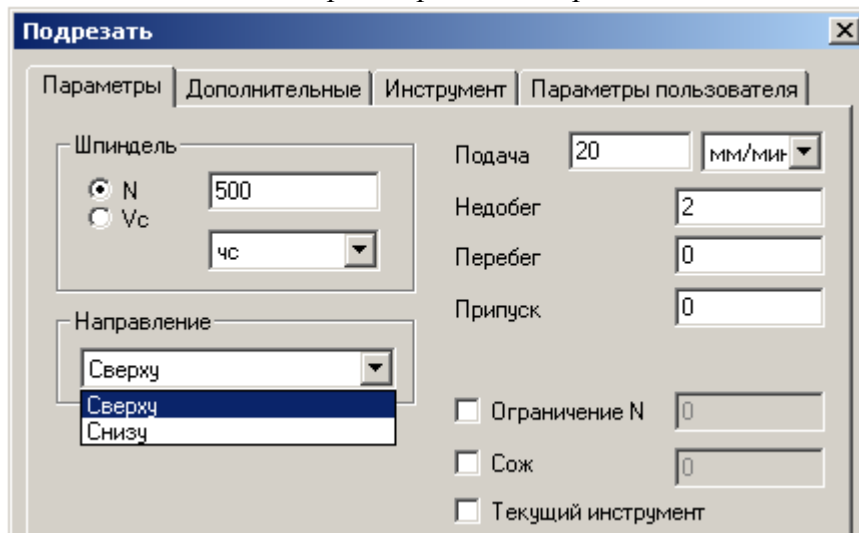 Подрезать
Параметры Дополнительные Инструмент Параметры пользователя
Шпиндель
N 500
Vc
чс
Направление
Сверху
Сверху
Снизу
Подача 20 мм/мин
Недобег 2
Перебег 0
Припуск 0
Ограничение N 0
Сож 0
Текущий инструмент